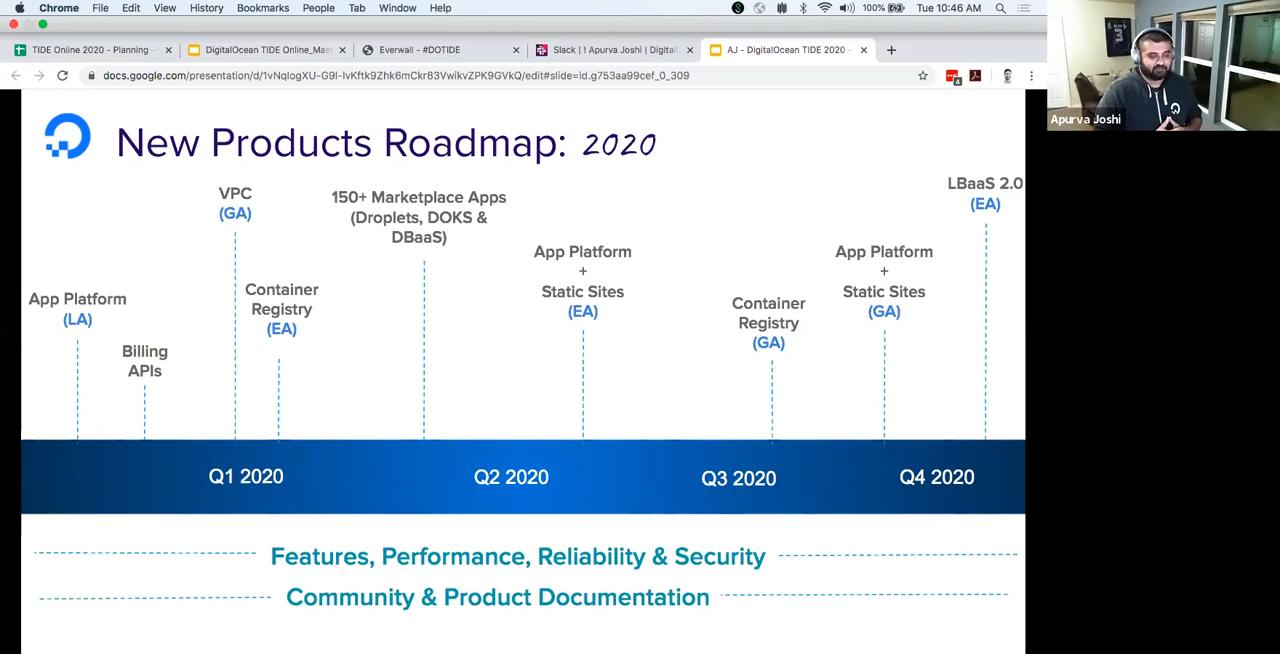 Chrome File Edit View History Bookmarks People Tab Window Help 100% Tue 10:46 AM
TIDE Online 2020 - Planning - DigitalOcean TIDE Online_Mas Everwall - #DOTIDE Slack | ! Apurva Joshi | Digital AJ - DigitalOcean TIDE 2020 -
docs.google.com/presentation/d/1vNqIogXU-G9I-IvKftk9Zhk6mCkr83VwikvZPK9GVkQ/edit#slide=id.g753aa99cef_0_309
4
Apurva Joshi
New Products Roadmap: 2020
VPC
(GA)
150+ Marketplace Apps
(Droplets, DOKS &
DBaaS)
LBaaS 2.0
(EA)
App Platform
+
Static Sites
(EA)
App Platform
+
Static Sites
(GA)
App Platform
(LA)
Container
Registry
(EA)
Container
Registry
(GA)
Billing
APIs
Q1 2020 Q2 2020 Q3 2020 Q4 2020
Features, Performance, Reliability & Security
Community & Product Documentation